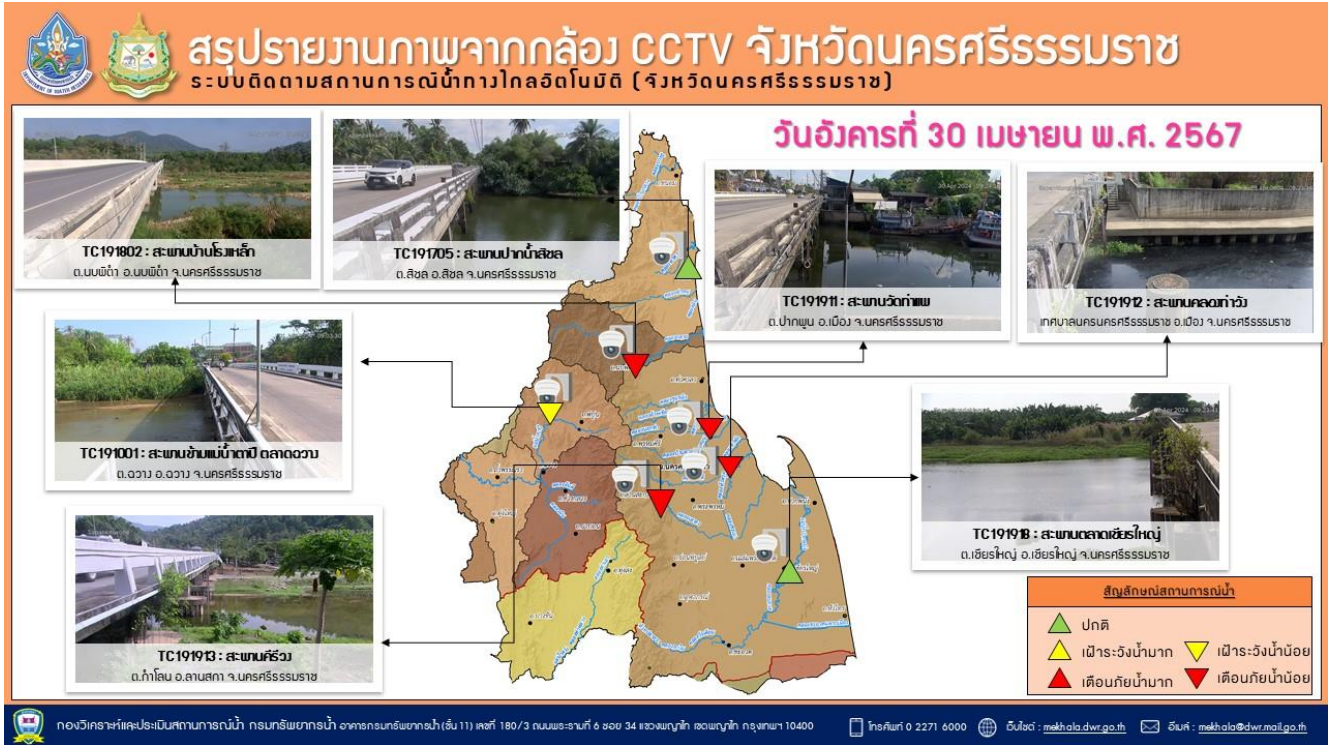 สรุปรายงานภาพจากกล้อง CCTV จังหวัดนครศรีธรรมราช
ระบบติดตามสถานการณ์น้ำทางไกลอัตโนมัติ (จังหวัดนครศรีธรรมราช)
วันอังคารที่ 30 เมษายน พ.ศ. 2567
TC191802 : สะพานบ้านโรงเหล็ก
ต.นบพิตำ อ.นบพิตำ จ.นครศรีธรรมราช
TC191705 : สะพานปากน้ำสิชล
ต.สิชล อ.สิชล จ.นครศรีธรรมราช
TC191911 : สะพานวัดท่าแพ
ต.ปากพูน อ.เมือง จ.นครศรีธรรมราช
TC191912 : สะพานคลองท่าวัง
เทศบาลนครนครศรีธรรมราช อ.เมือง จ.นครศรีธรรมราช
TC191001 : สะพานข้ามแม่น้ำตาปี ตลาดฉวาง
ต.ฉวาง อ.ฉวาง จ.นครศรีธรรมราช
TC191918 : สะพานตลาดเชียรใหญ่
ต.เชียรใหญ่ อ.เชียรใหญ่ จ.นครศรีธรรมราช
TC191913 : สะพานคีรีวง
ต.กำโลน อ.ลานสกา จ.นครศรีธรรมราช
สัญลักษณ์สถานการณ์น้ำ
ปกติ
เฝ้าระวังน้ำมาก เฝ้าระวังน้ำน้อย
เตือนภัยน้ำมาก เตือนภัยน้ำน้อย
กองวิเคราะห์และประเมินสถานการณ์น้ำ กรมทรัพยากรน้ำ อาคารกรมทรัพยากรน้ำ (ชั้น 11) เลขที่ 180/3 ถนนพระรามที่ 6 ซอย 34 แขวงพญาไท เขตพญาไท กรุงเทพฯ 10400 โทรศัพท์ 0 2271 6000 เว็บไซต์ : mekhala.dwr.go.th อีเมล์ : mekhala@dwr.mail.go.th